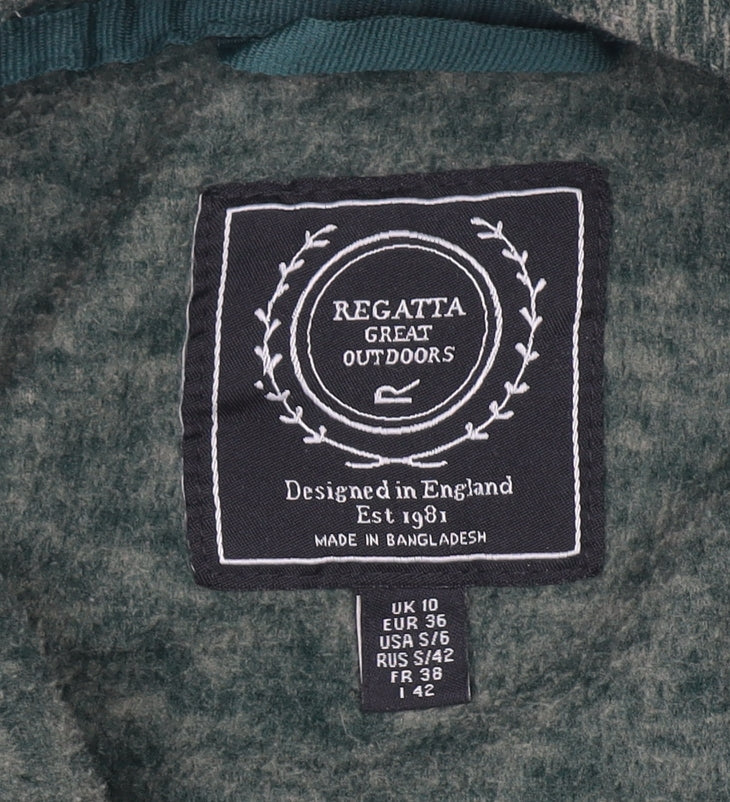 REGATTA
GREAT
OUTDOORS
R
Designed in England
Est 1981
MADE IN BANGLADESH
UK 10
EUR 36
USA S/6
RUS S/42
FR 38
I 42